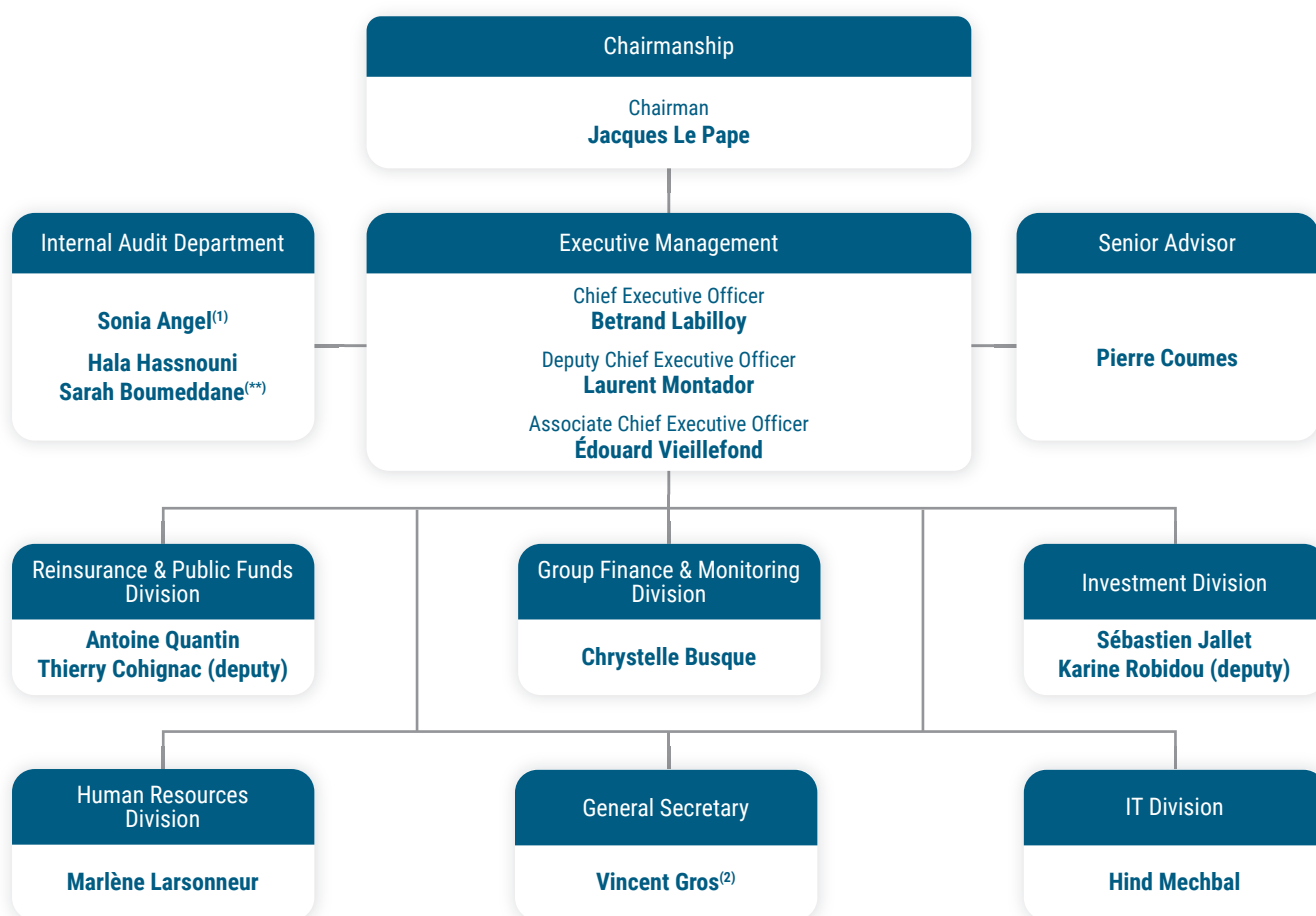 Chairmanship
Chairman
Jacques Le Pape
Internal Audit Department
Sonia Angel(1)
Hala Hassnouni
Sarah Boumeddane(**)
Executive Management
Chief Executive Officer
Betrand Labilloy
Deputy Chief Executive Officer
Laurent Montador
Associate Chief Executive Officer
Édouard Vieillefond
Senior Advisor
Pierre Coumes
Reinsurance & Public Funds
Division
Antoine Quantin
Thierry Cohignac (deputy)
Group Finance & Monitoring
Division
Chrystelle Busque
Investment Division
Sébastien Jallet
Karine Robidou (deputy)
Human Resources
Division
Marlène Larsonneur
General Secretary
Vincent Gros(2)
IT Division
Hind Mechbal